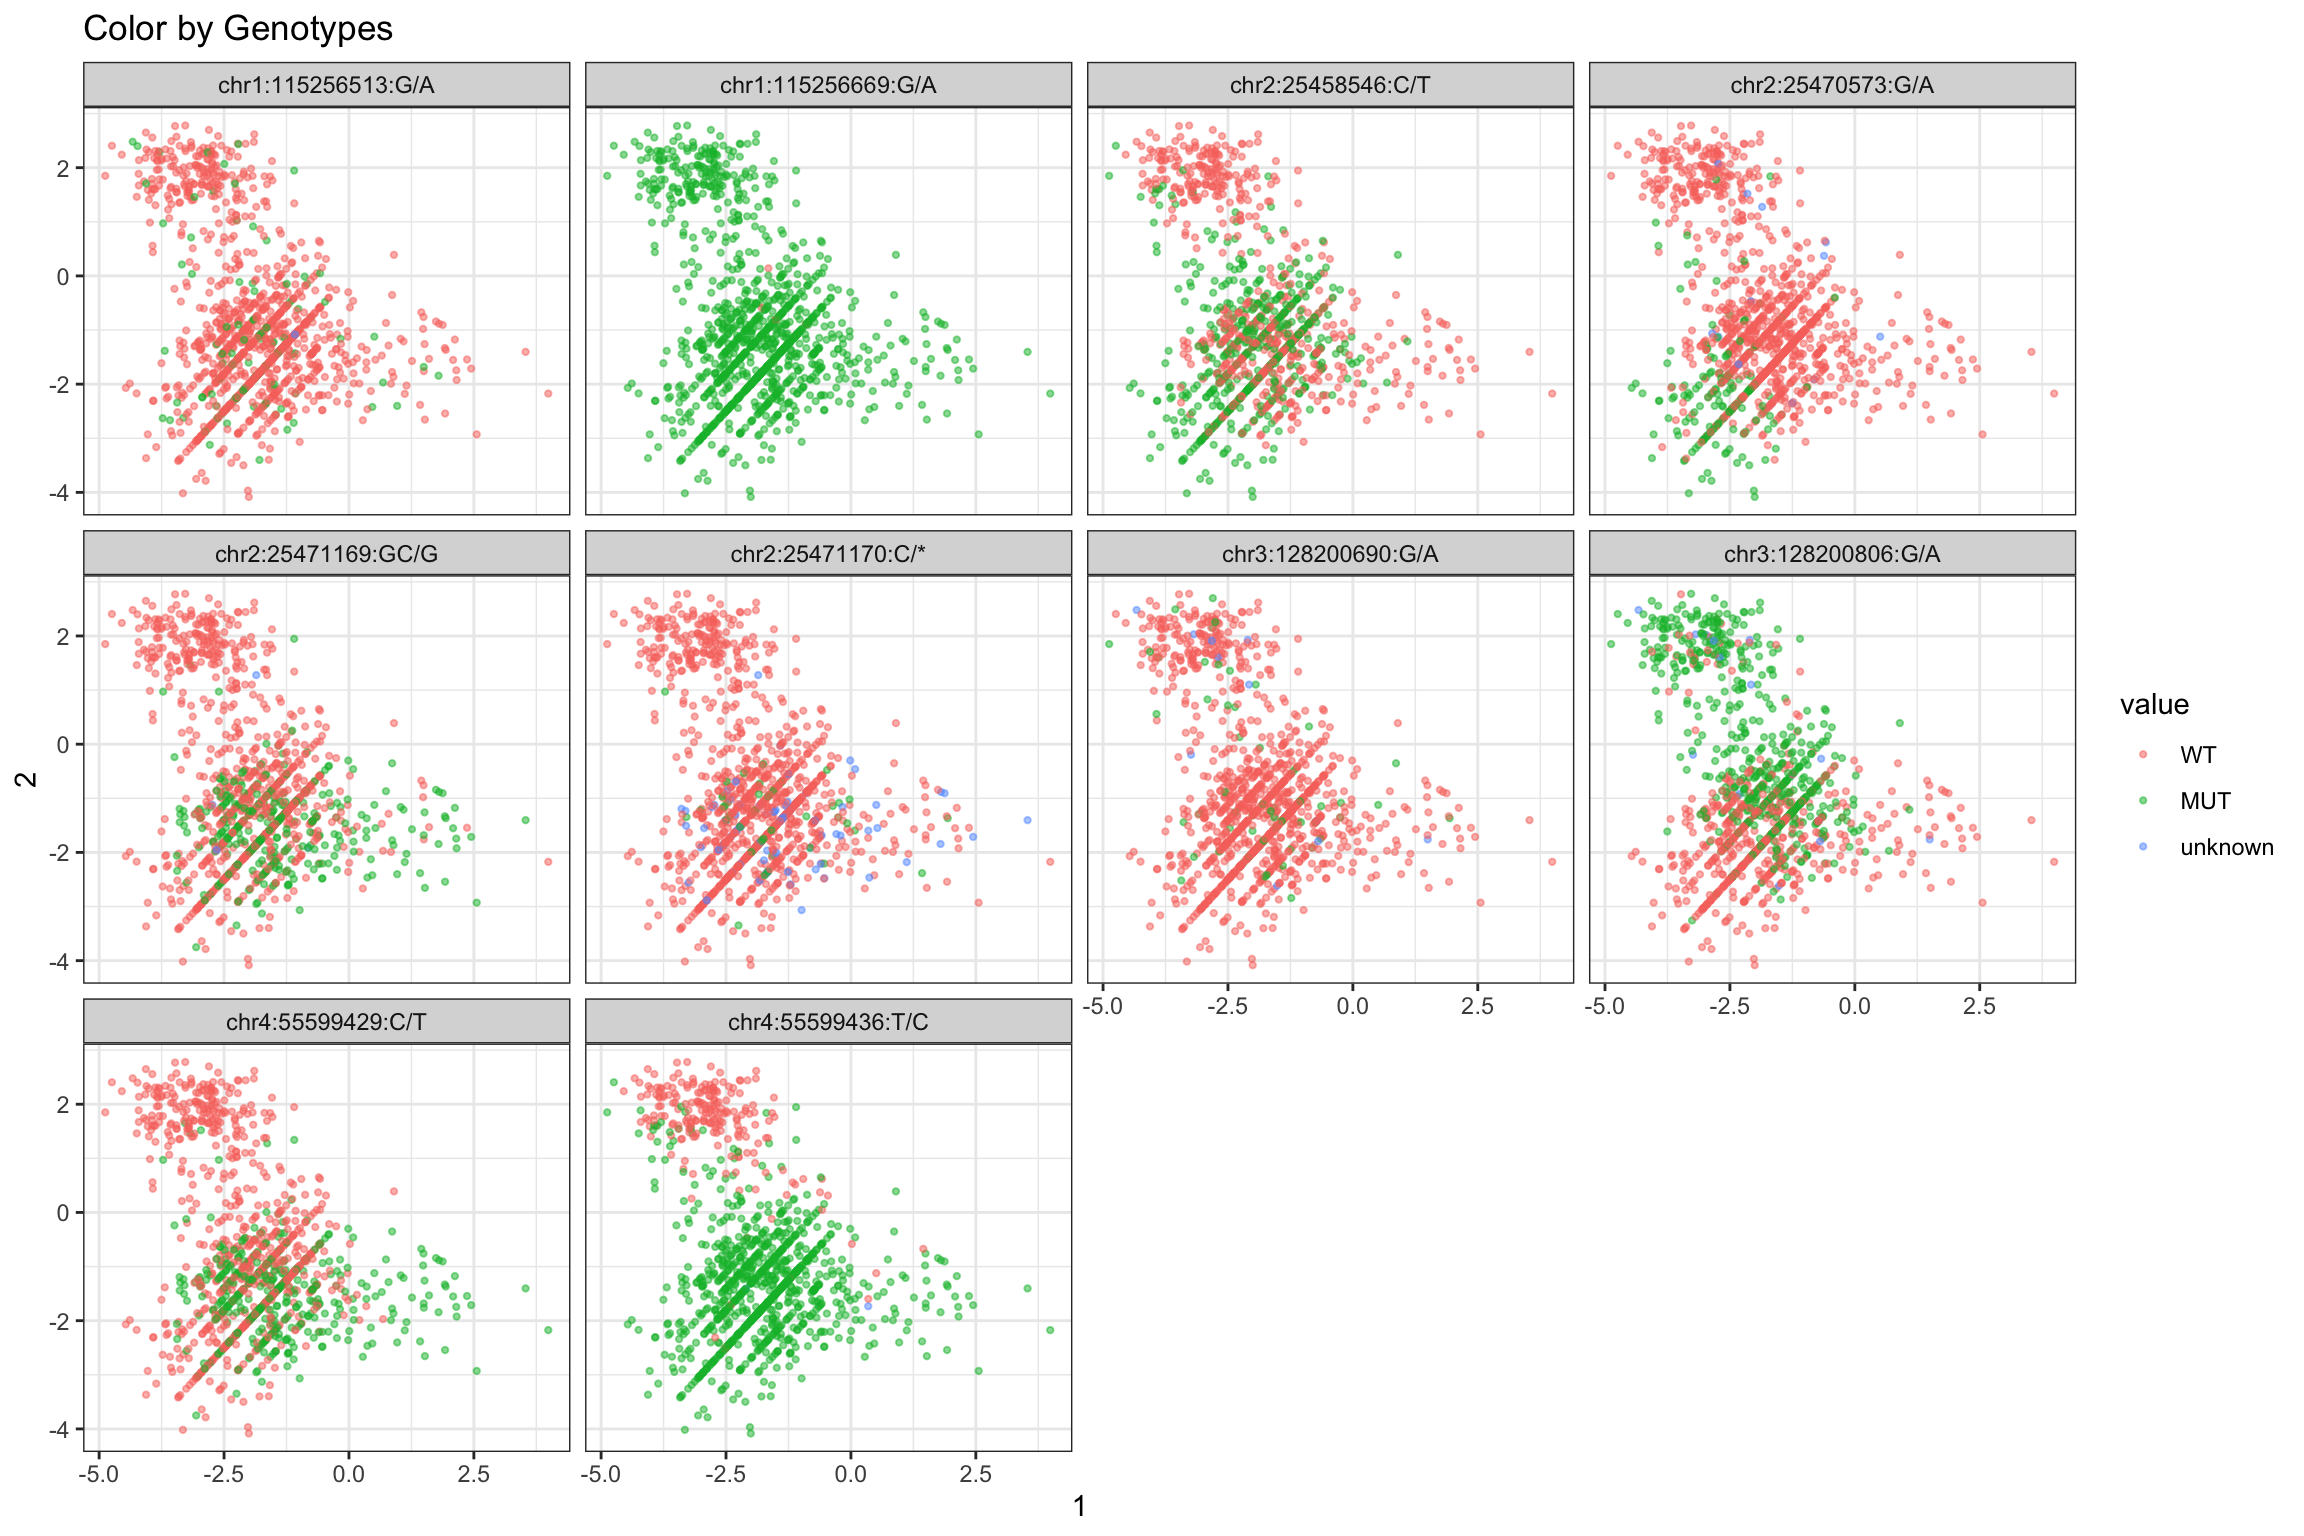 Color by Genotypes
chr1:115256513:G/A
chr1:115256669:G/A
chr2:25458546:C/T
chr2:25470573:G/A
2
0
-2
-4
chr2:25471169:GC/G
chr2:25471170:C/*
chr3:128200690:G/A
chr3:128200806:G/A
2
0
-2
-4
-5.0 -2.5 0.0 2.5
-5.0 -2.5 0.0 2.5
chr4:55599429:C/T
chr4:55599436:T/C
2
0
-2
-4
-5.0 -2.5 0.0 2.5
-5.0 -2.5 0.0 2.5
1
2
value
WT
MUT
unknown